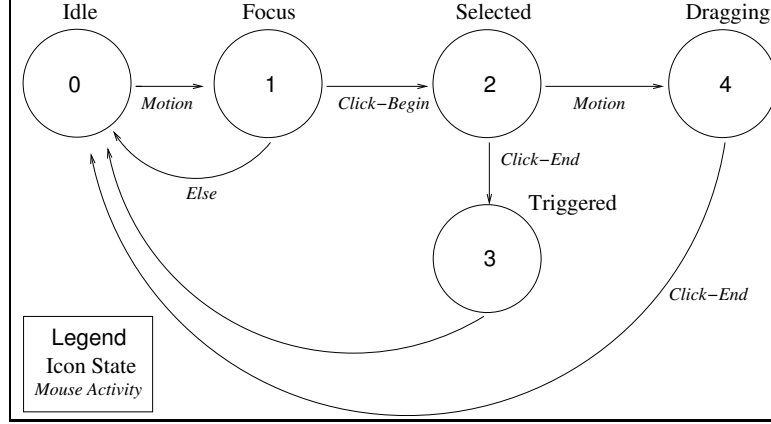 Idle
Focus
Selected
Dragging
0
1
2
4
Motion
Click−Begin
Motion
Click−End
Else
Triggered
3
Click−End
Legend
Icon State
Mouse Activity